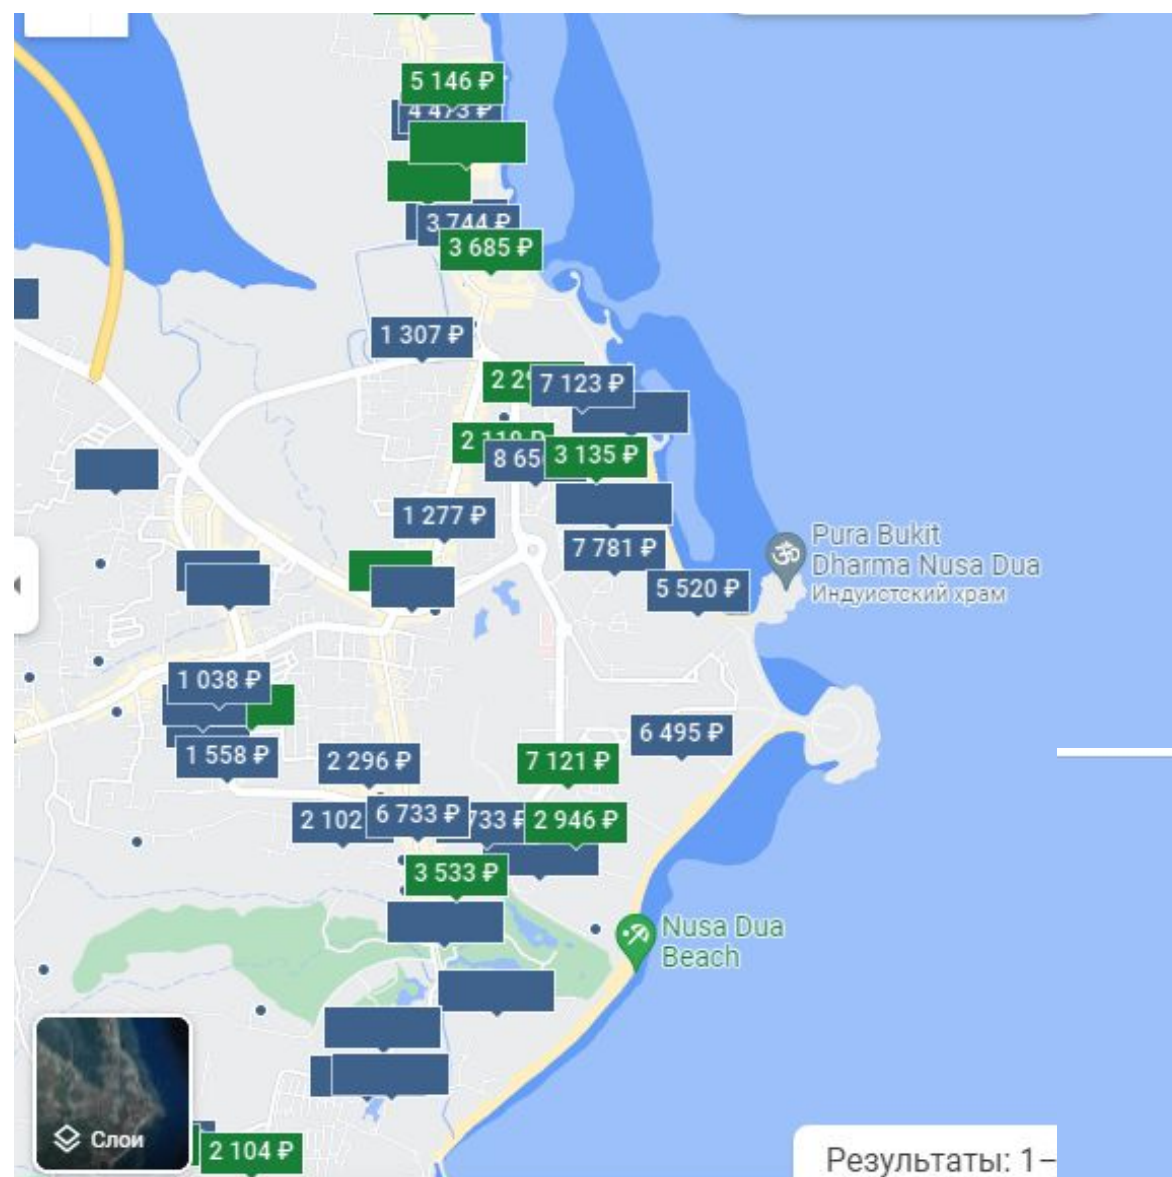 5 146 ₽
4 473 ₽
3 744 ₽
3 685 ₽
1 307 ₽
7 123 ₽
3 135 ₽
1 277 ₽
7 781 ₽
Pura Bukit
Dharma Nusa Dua
Индуистский храм
5 520 ₽
1 038 ₽
6 495 ₽
1 558 ₽
2 296 ₽
7 121 ₽
2 102
6 733 ₽
2 946 ₽
3 533 ₽
Nusa Dua
Beach
Слои
2 104 ₽
Результаты: 1–